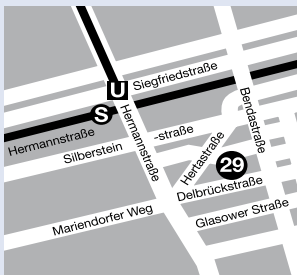 Siegfriedstraße
U
S
Hermannstraße
Hermannstraße
Bendastraße
Silberstein
-straße
Hertastraße
29
Delbrückstraße
Mariendorfer Weg
Glasower Straße